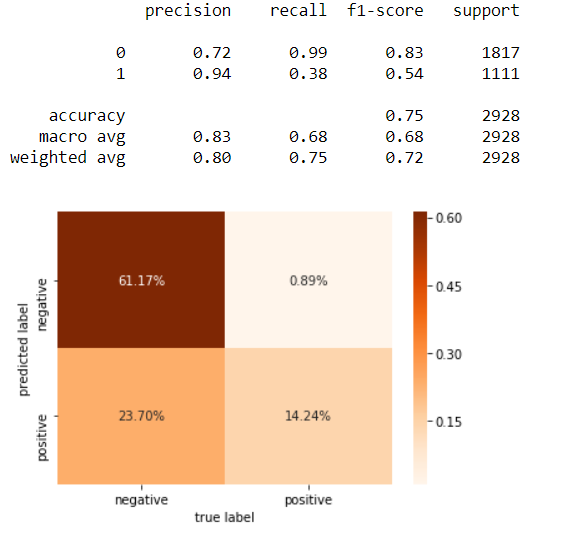 precision recall f1-score support
0 0.72 0.99 0.83 1817
1 0.94 0.38 0.54 1111
accuracy 0.75 2928
macro avg 0.83 0.68 0.68 2928
weighted avg 0.80 0.75 0.72 2928
0.60
0.45
0.30
0.15
predicted label
negative
positive
61.17% 0.89%
23.70% 14.24%
negative positive
true label